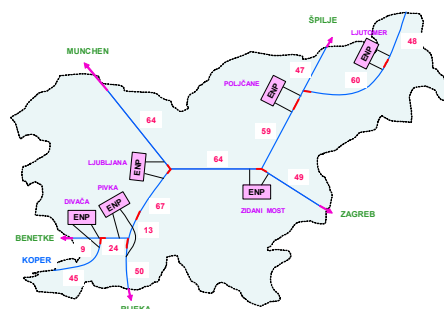 ŠPILJE
LJUTOMER
48
ENP
MUNCHEN
47
60
POLJČANE
ENP
64
59
LJUBLJANA
64
ENP
PIVKA
49
ENP
67
ENP
DIVAČA
ZIDANI MOST
ZAGREB
ENP
13
BENETKE
9
24
KOPER
50
45
RIJEKA